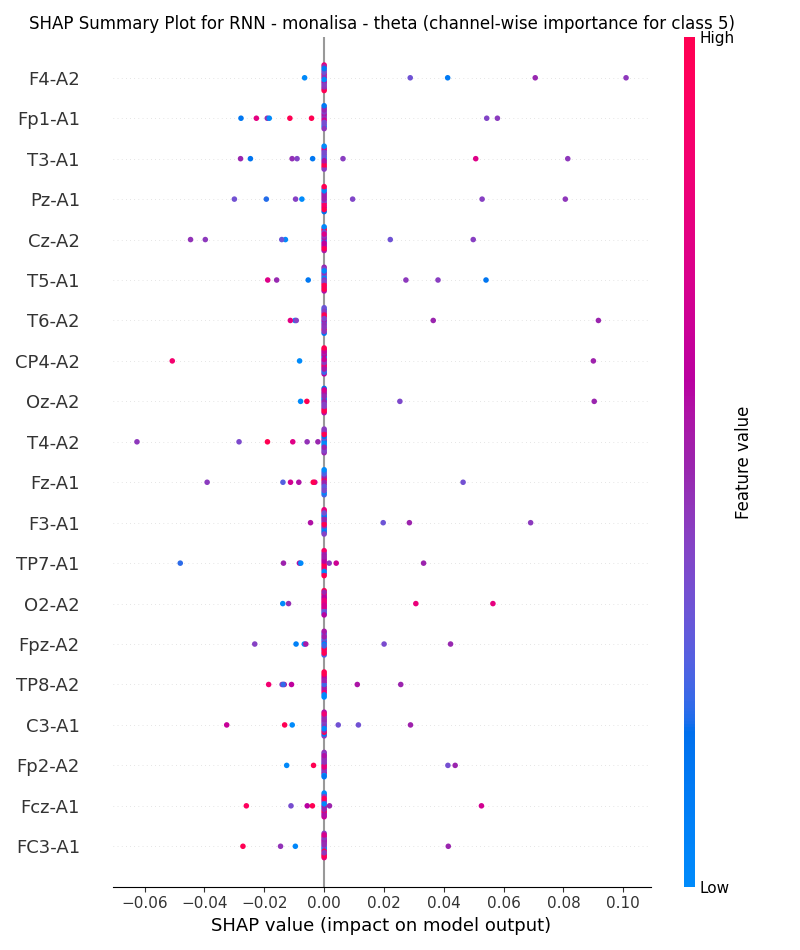 SHAP Summary Plot for RNN - monalisa - theta (channel-wise importance for class 5)
High
F4-A2
Fp1-A1
T3-A1
Pz-A1
Cz-A2
T5-A1
T6-A2
CP4-A2
Oz-A2
T4-A2
Fz-A1
F3-A1
TP7-A1
O2-A2
Fpz-A2
TP8-A2
C3-A1
Fp2-A2
Fcz-A1
FC3-A1
Feature value
Low
−0.06 −0.04 −0.02 0.00 0.02 0.04 0.06 0.08 0.10
SHAP value (impact on model output)